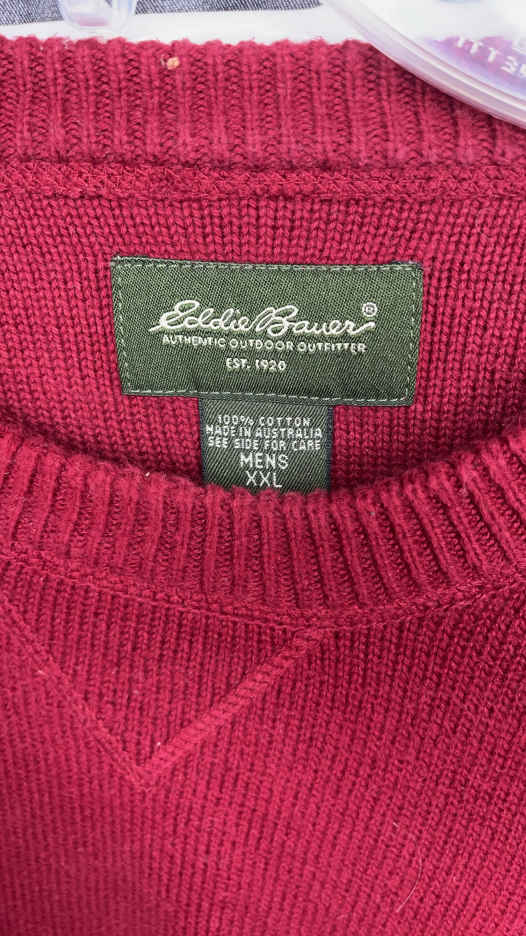 Eddie Bauer®
AUTHENTIC OUTDOOR OUTFITTER
EST. 1920
100% COTTON
MADE IN AUSTRALIA
SEE SIDE FOR CARE
MENS
XXL